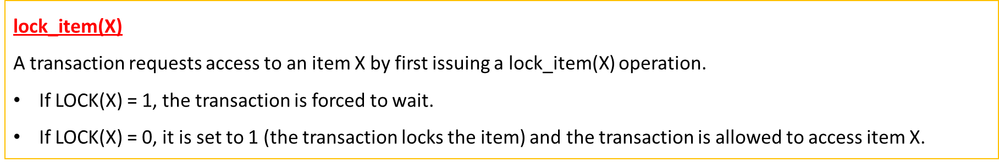 lock_item(X)
A transaction requests access to an item X by first issuing a lock_item(X) operation.
• If LOCK(X) = 1, the transaction is forced to wait.
• If LOCK(X) = 0, it is set to 1 (the transaction locks the item) and the transaction is allowed to access item X.